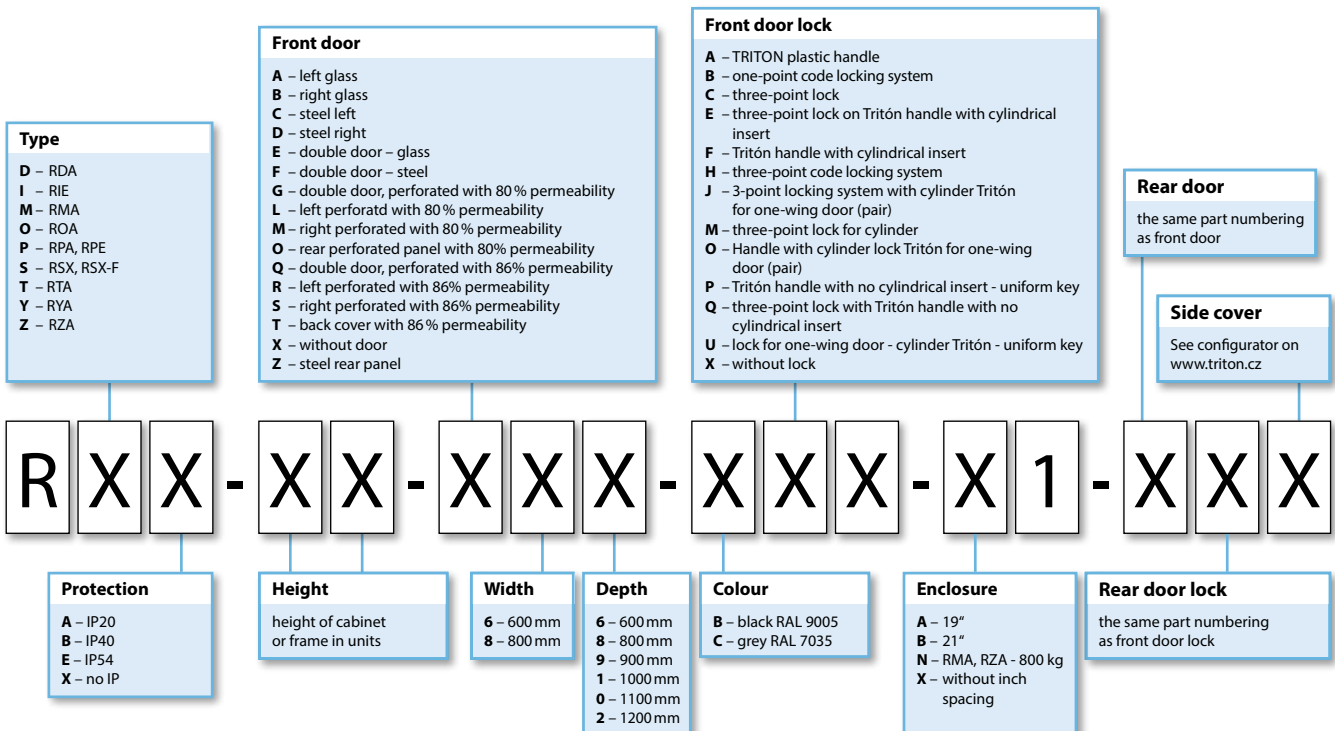 Type
D – RDA
I – RIE
M – RMA
O – ROA
P – RPA, RPE
S – RSX, RSX-F
T – RTA
Y – RYA
Z – RZA
Front door
A – left glass
B – right glass
C – steel left
D – steel right
E – double door – glass
F – double door – steel
G – double door, perforated with 80 % permeability
L – left perforatd with 80 % permeability
M – right perforated with 80 % permeability
O – rear perforated panel with 80% permeability
Q – double door, perforated with 86% permeability
R – left perforated with 86% permeability
S – right perforated with 86% permeability
T – back cover with 86 % permeability
X – without door
Z – steel rear panel
Front door lock
A – TRITON plastic handle
B – one-point code locking system
C – three-point lock
E – three-point lock on Tritón handle with cylindrical
insert
F – Tritón handle with cylindrical insert
H – three-point code locking system
J – 3-point locking system with cylinder Tritón
for one-wing door (pair)
M – three-point lock for cylinder
O – Handle with cylinder lock Tritón for one-wing
door (pair)
P – Tritón handle with no cylindrical insert - uniform key
Q – three-point lock with Tritón handle with no
cylindrical insert
U – lock for one-wing door - cylinder Tritón - uniform key
X – without lock
Rear door
the same part numbering
as front door
Side cover
See configurator on
www.triton.cz
R X X - X X - X X X - X X X - X 1 - X X X
Protection
A – IP20
B – IP40
E – IP54
X – no IP
Height
height of cabinet
or frame in units
Width
6 – 600 mm
8 – 800 mm
Depth
6 – 600 mm
8 – 800 mm
9 – 900 mm
1 – 1000 mm
0 – 1100 mm
2 – 1200 mm
Colour
B – black RAL 9005
C – grey RAL 7035
Enclosure
A – 19“
B – 21“
N – RMA, RZA - 800 kg
X – without inch
spacing
Rear door lock
the same part numbering
as front door lock